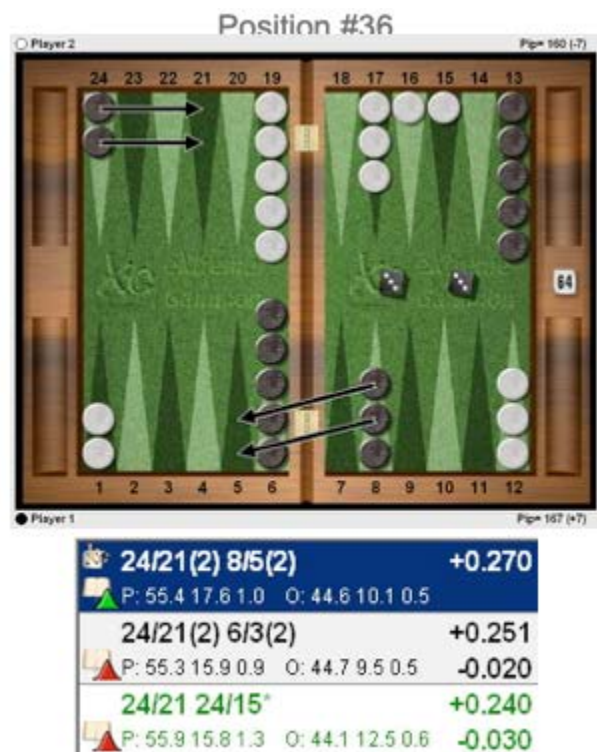 Position #36
Player 2 Pip= 160 (-7)
24 23 22 21 20 19 18 17 16 15 14 13
64
1 2 3 4 5 6 7 8 9 10 11 12
Player 1 Pip= 167 (+7)
24/21(2) 8/5(2) +0.270
P: 55.4 17.6 1.0 O: 44.6 10.1 0.5
24/21(2) 6/3(2) +0.251
P: 55.3 15.9 0.9 O: 44.7 9.5 0.5 -0.020
24/21 24/15* +0.240
P: 55.9 15.8 1.3 O: 44.1 12.5 0.6 -0.030